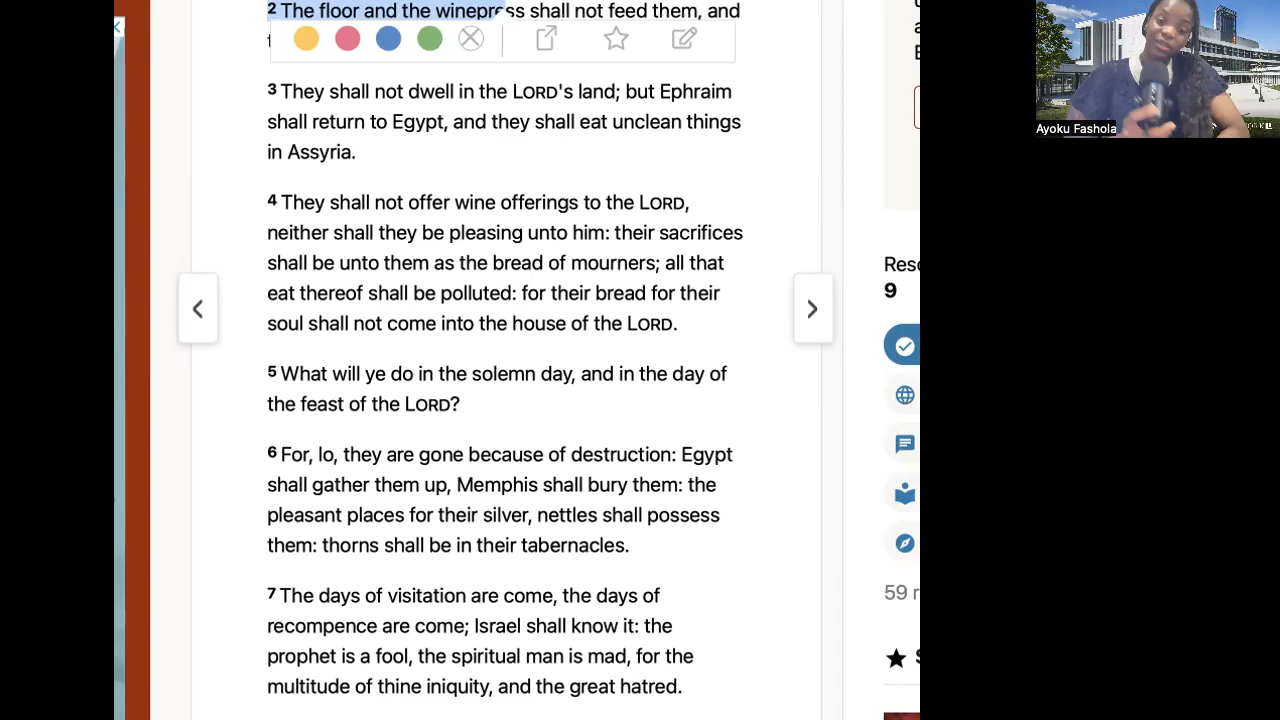 2 The floor and the winepress shall not feed them, and
3 They shall not dwell in the LORD's land; but Ephraim
shall return to Egypt, and they shall eat unclean things
in Assyria.
4 They shall not offer wine offerings to the LORD,
neither shall they be pleasing unto him: their sacrifices
shall be unto them as the bread of mourners; all that
eat thereof shall be polluted: for their bread for their
soul shall not come into the house of the LORD.
5 What will ye do in the solemn day, and in the day of
the feast of the LORD?
6 For, lo, they are gone because of destruction: Egypt
shall gather them up, Memphis shall bury them: the
pleasant places for their silver, nettles shall possess
them: thorns shall be in their tabernacles.
7 The days of visitation are come, the days of
recompence are come; Israel shall know it: the
prophet is a fool, the spiritual man is mad, for the
multitude of thine iniquity, and the great hatred.
9
59
Ayoku Fashola